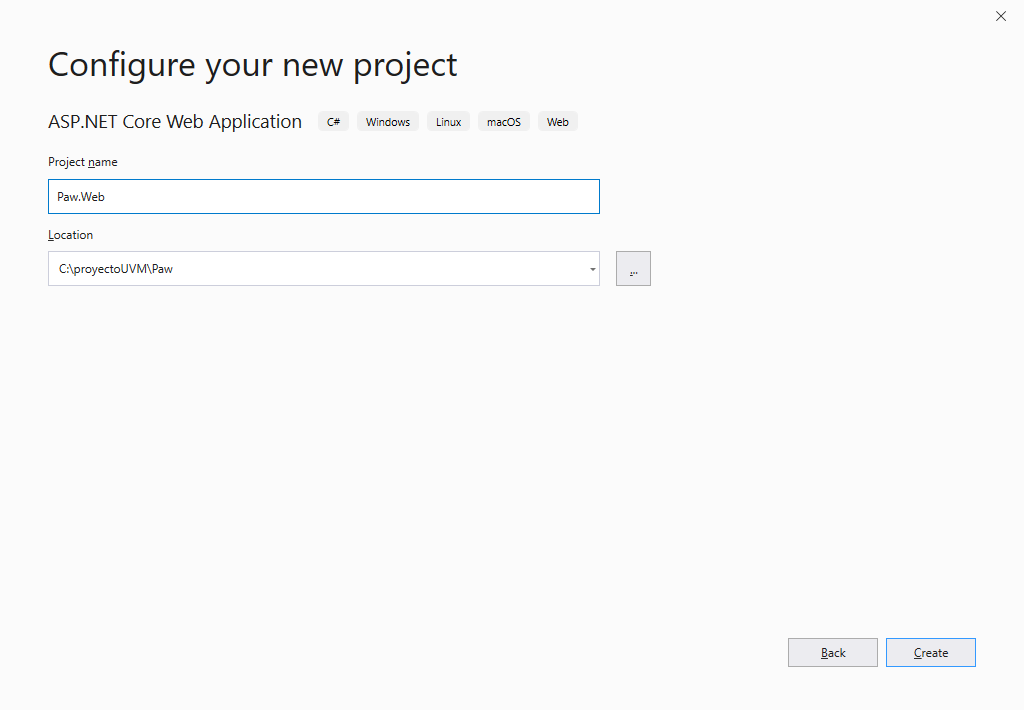 Configure your new project
ASP.NET Core Web Application C# Windows Linux macOS Web
Project name
Paw.Web
Location
C:\proyectoUVM\Paw
...
Back Create